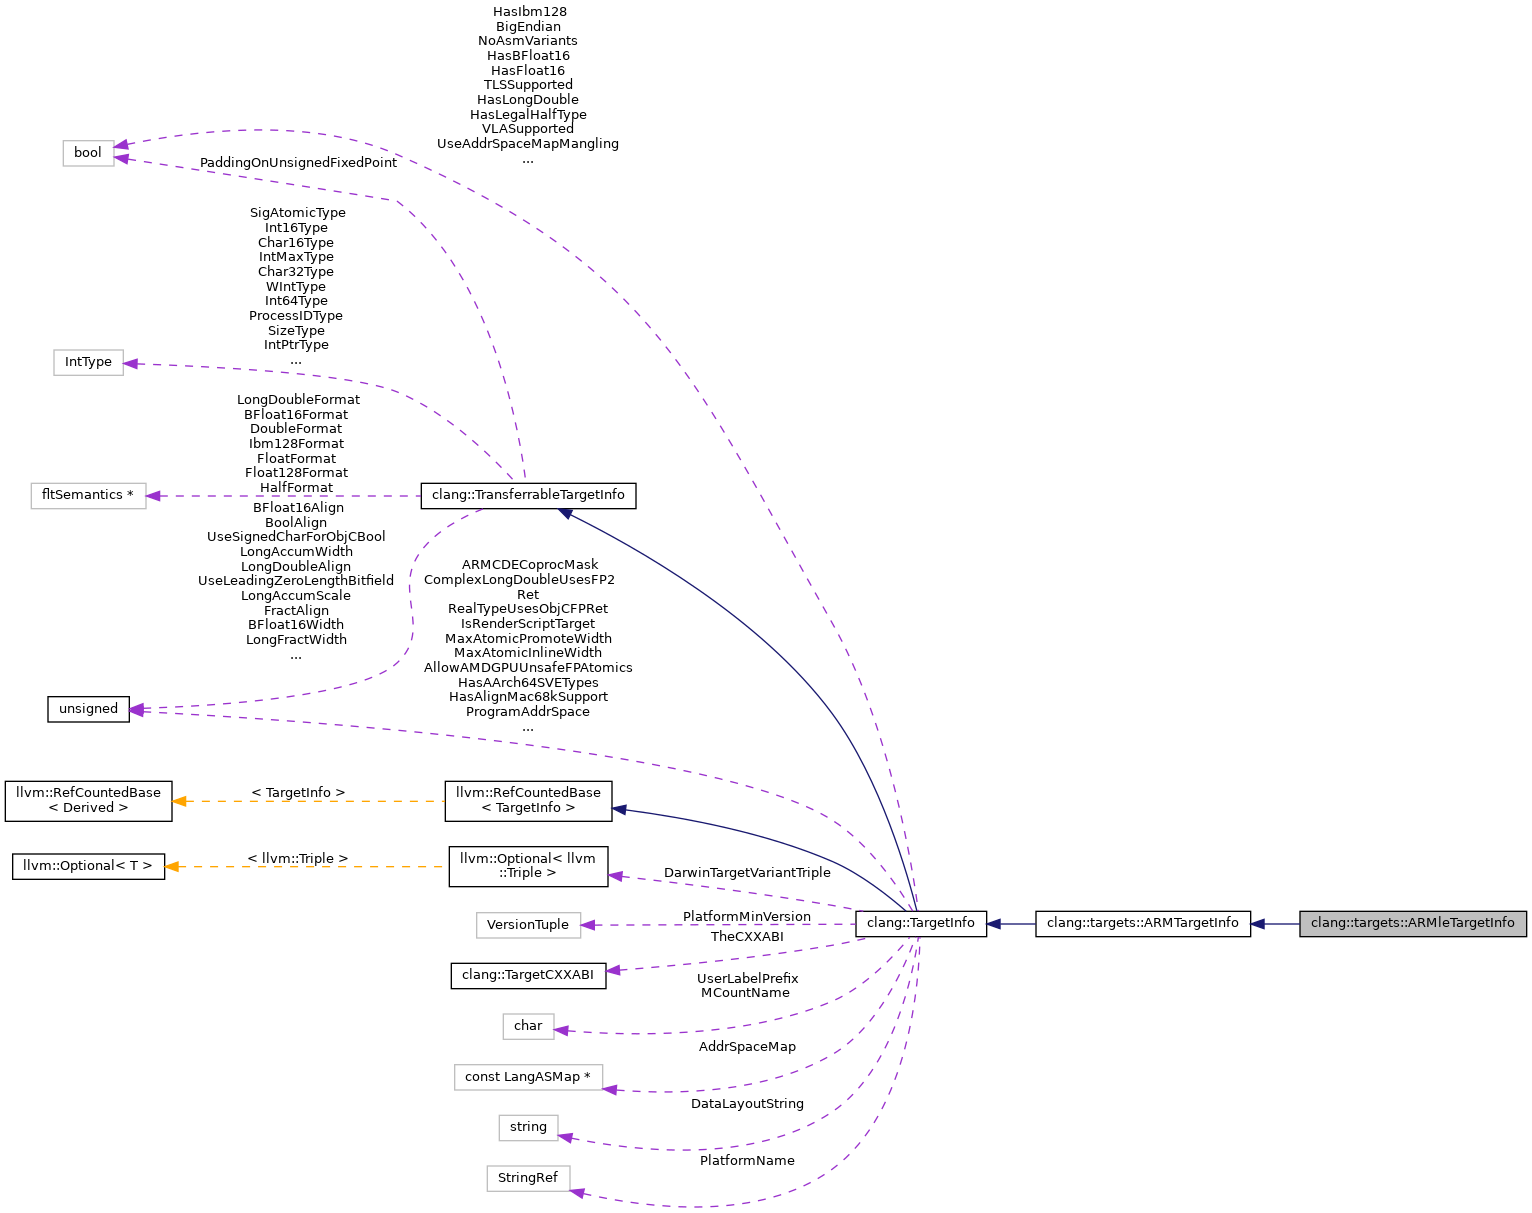 HasIbm128
BigEndian
NoAsmVariants
HasBFloat16
HasFloat16
TLSSupported
HasLongDouble
HasLegalHalfType
VLASupported
UseAddrSpaceMapMangling
...
bool
PaddingOnUnsignedFixedPoint
SigAtomicType
Int16Type
Char16Type
IntMaxType
Char32Type
WIntType
Int64Type
ProcessIDType
SizeType
IntPtrType
...
IntType
LongDoubleFormat
BFloat16Format
DoubleFormat
Ibm128Format
FloatFormat
Float128Format
HalfFormat
fltSemantics *
clang::TransferrableTargetInfo
BFloat16Align
BoolAlign
UseSignedCharForObjCBool
LongAccumWidth
LongDoubleAlign
UseLeadingZeroLengthBitfield
LongAccumScale
FractAlign
BFloat16Width
LongFractWidth
...
ARMCDECoprocMask
ComplexLongDoubleUsesFP2
Ret
RealTypeUsesObjCFPRet
IsRenderScriptTarget
MaxAtomicPromoteWidth
MaxAtomicInlineWidth
AllowAMDGPUUnsafeFPAtomics
HasAArch64SVETypes
HasAlignMac68kSupport
ProgramAddrSpace
...
unsigned
llvm::RefCountedBase
< Derived >
< TargetInfo >
llvm::RefCountedBase
< TargetInfo >
llvm::Optional< T >
< llvm::Triple >
llvm::Optional< llvm
::Triple >
DarwinTargetVariantTriple
VersionTuple
PlatformMinVersion
clang::TargetInfo
clang::targets::ARMTargetInfo
clang::targets::ARMleTargetInfo
TheCXXABI
clang::TargetCXXABI
UserLabelPrefix
MCountName
char
AddrSpaceMap
const LangASMap *
DataLayoutString
string
PlatformName
StringRef